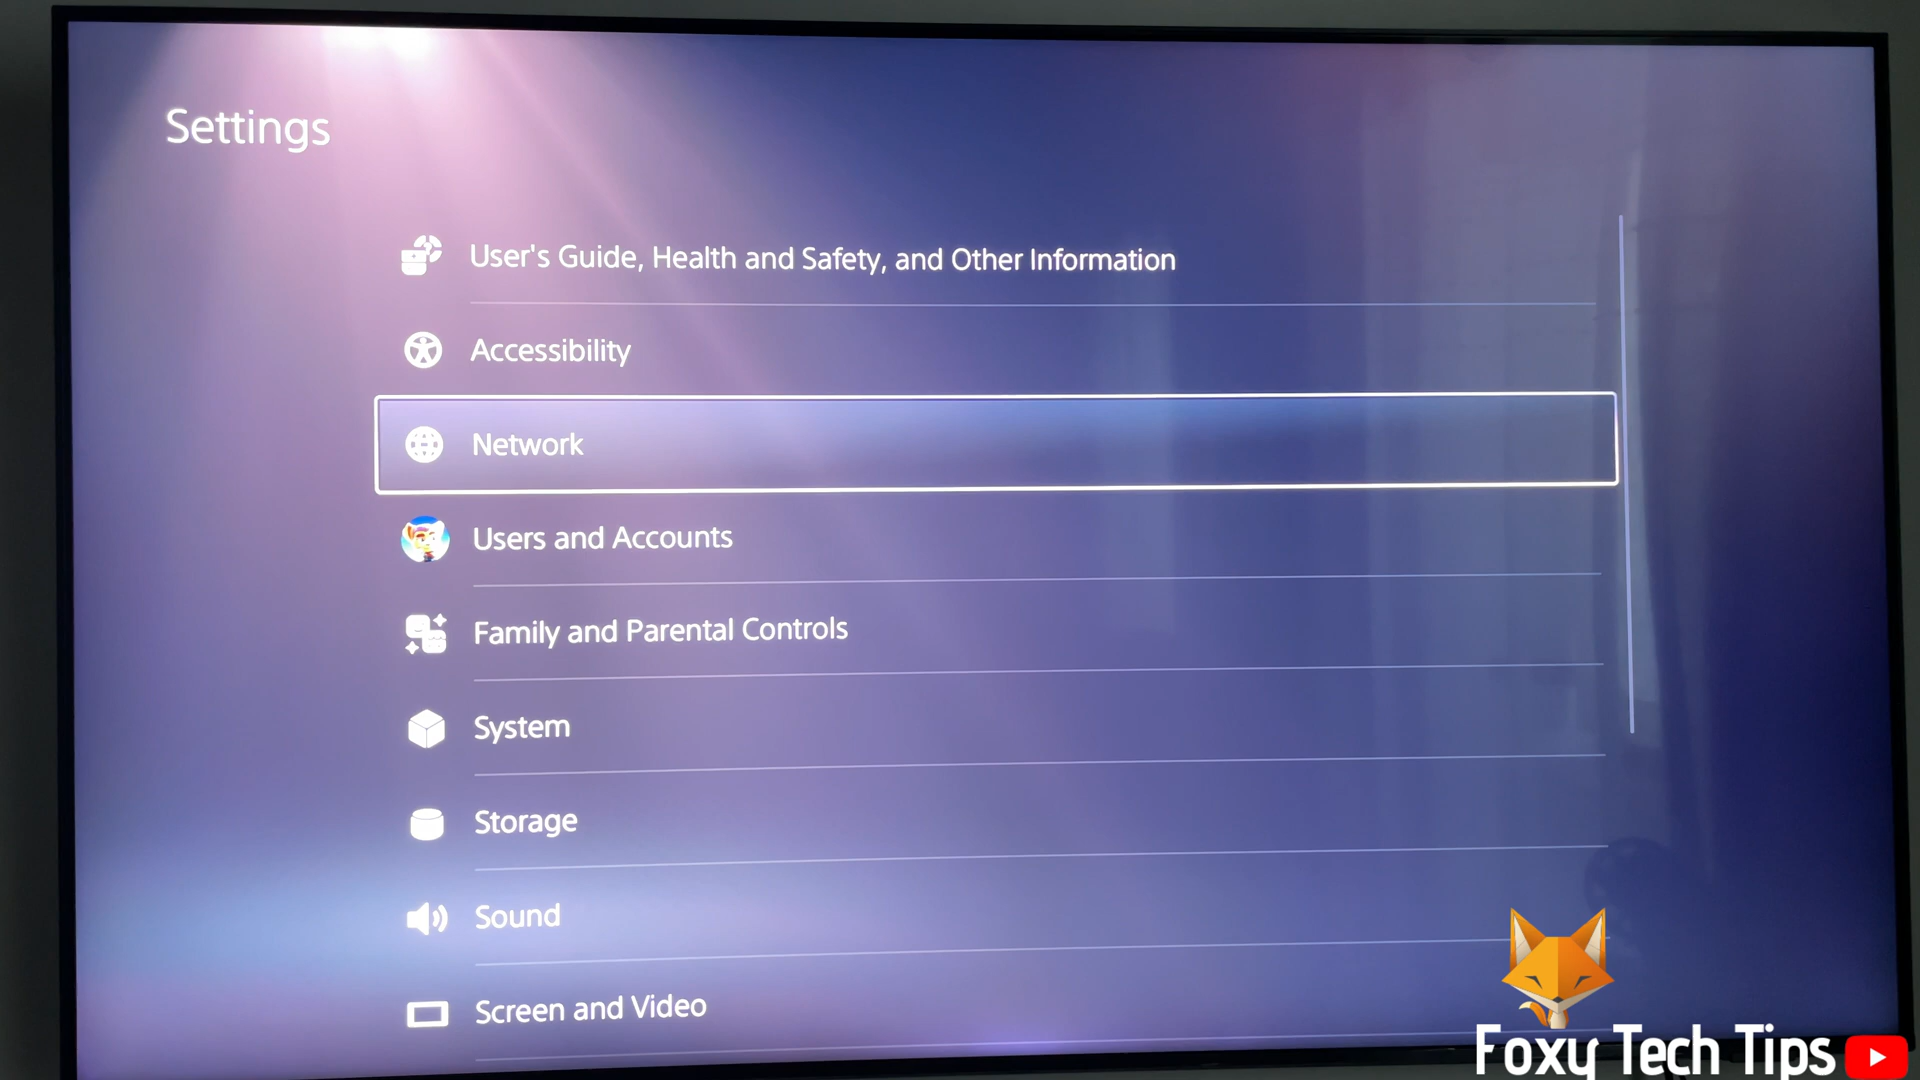 Settings
User's Guide, Health and Safety, and Other Information
Accessibility
Network
Users and Accounts
Family and Parental Controls
System
Storage
Sound
Screen and Video
Foxy Tech Tips